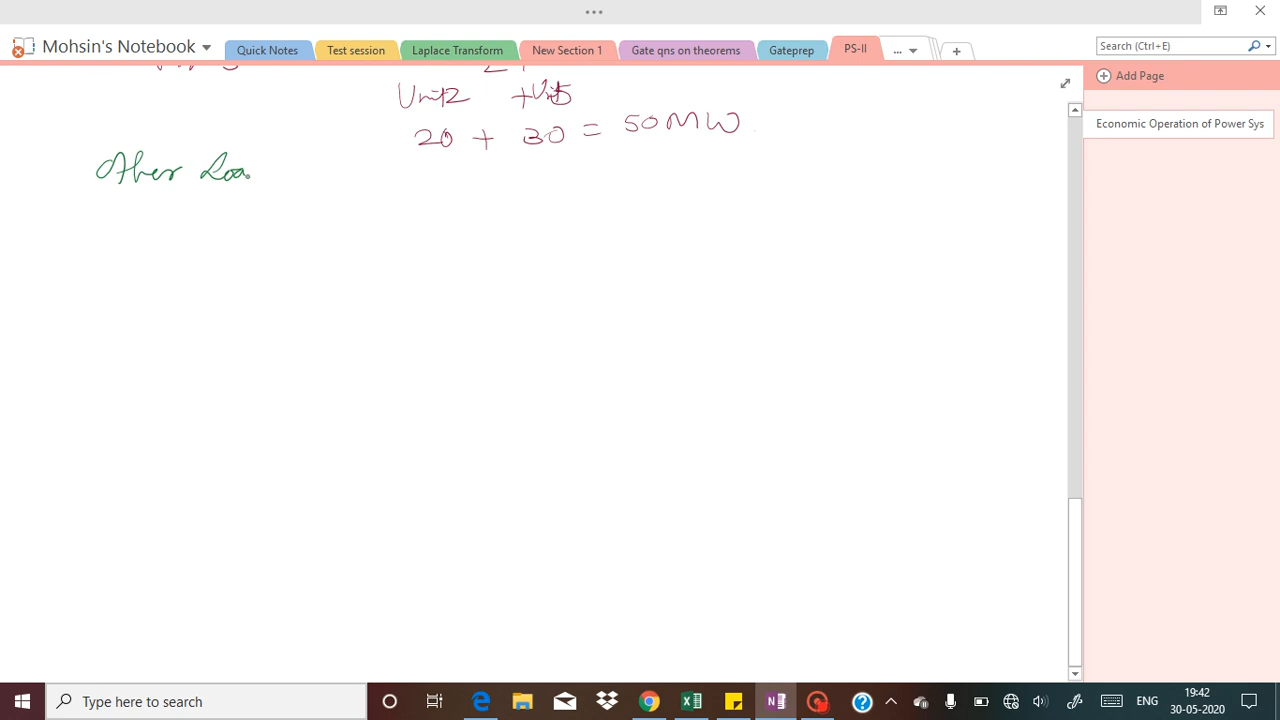 Mohsin's Notebook
Quick Notes
Test session
Laplace Transform
New Section 1
Gate qns on theorems
Gateprep
PS-II
...
Search (Ctrl+E)
Add Page
Economic Operation of Power Sys
Unit2 + Unit5
20 + 30 = 50MW
Other Loa
Type here to search
ENG
19:42
30-05-2020